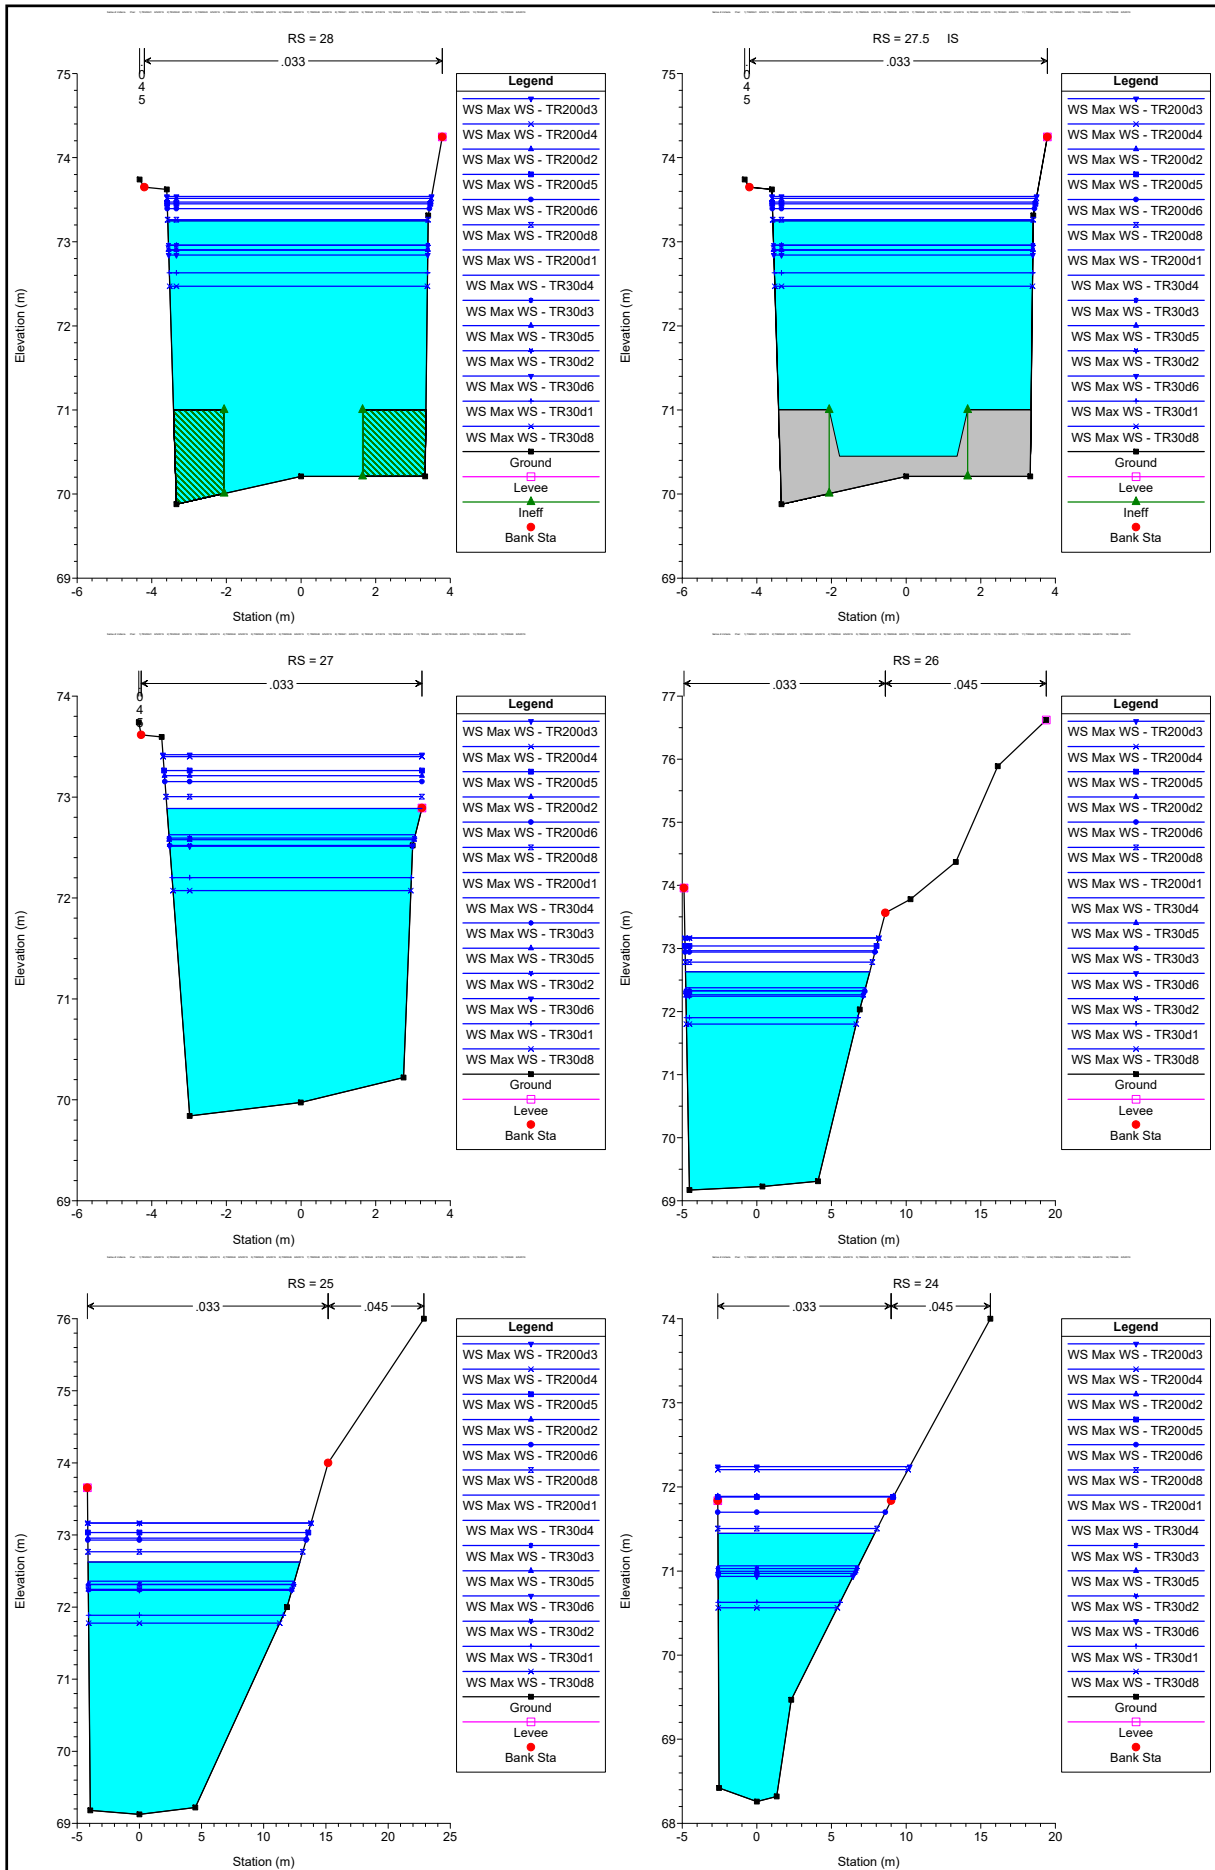 RS = 28
.033
.045
Elevation (m)
75
74
73
72
71
70
69
-6
-4
-2
0
2
4
Station (m)
Legend
WS Max WS - TR200d3
WS Max WS - TR200d4
WS Max WS - TR200d2
WS Max WS - TR200d5
WS Max WS - TR200d6
WS Max WS - TR200d8
WS Max WS - TR200d1
WS Max WS - TR30d4
WS Max WS - TR30d3
WS Max WS - TR30d5
WS Max WS - TR30d2
WS Max WS - TR30d6
WS Max WS - TR30d1
WS Max WS - TR30d8
Ground
Levee
Ineff
Bank Sta
RS = 27.5 IS
.033
.045
Elevation (m)
75
74
73
72
71
70
69
-6
-4
-2
0
2
4
Station (m)
Legend
WS Max WS - TR200d3
WS Max WS - TR200d4
WS Max WS - TR200d2
WS Max WS - TR200d5
WS Max WS - TR200d6
WS Max WS - TR200d8
WS Max WS - TR200d1
WS Max WS - TR30d4
WS Max WS - TR30d3
WS Max WS - TR30d5
WS Max WS - TR30d2
WS Max WS - TR30d6
WS Max WS - TR30d1
WS Max WS - TR30d8
Ground
Levee
Ineff
Bank Sta
RS = 27
.033
Elevation (m)
74
73
72
71
70
69
-6
-4
-2
0
2
4
Station (m)
Legend
WS Max WS - TR200d3
WS Max WS - TR200d4
WS Max WS - TR200d5
WS Max WS - TR200d2
WS Max WS - TR200d6
WS Max WS - TR200d8
WS Max WS - TR200d1
WS Max WS - TR30d4
WS Max WS - TR30d3
WS Max WS - TR30d5
WS Max WS - TR30d2
WS Max WS - TR30d6
WS Max WS - TR30d1
WS Max WS - TR30d8
Ground
Levee
Bank Sta
RS = 26
.033
.045
Elevation (m)
77
76
75
74
73
72
71
70
69
-5
0
5
10
15
20
Station (m)
Legend
WS Max WS - TR200d3
WS Max WS - TR200d4
WS Max WS - TR200d5
WS Max WS - TR200d2
WS Max WS - TR200d6
WS Max WS - TR200d8
WS Max WS - TR200d1
WS Max WS - TR30d4
WS Max WS - TR30d5
WS Max WS - TR30d3
WS Max WS - TR30d6
WS Max WS - TR30d2
WS Max WS - TR30d1
WS Max WS - TR30d8
Ground
Levee
Bank Sta
RS = 25
.033
.045
Elevation (m)
76
75
74
73
72
71
70
69
-5
0
5
10
15
20
25
Station (m)
Legend
WS Max WS - TR200d3
WS Max WS - TR200d4
WS Max WS - TR200d5
WS Max WS - TR200d2
WS Max WS - TR200d6
WS Max WS - TR200d8
WS Max WS - TR200d1
WS Max WS - TR30d4
WS Max WS - TR30d3
WS Max WS - TR30d5
WS Max WS - TR30d6
WS Max WS - TR30d2
WS Max WS - TR30d1
WS Max WS - TR30d8
Ground
Levee
Bank Sta
RS = 24
.033
.045
Elevation (m)
74
73
72
71
70
69
68
-5
0
5
10
15
20
Station (m)
Legend
WS Max WS - TR200d3
WS Max WS - TR200d4
WS Max WS - TR200d2
WS Max WS - TR200d5
WS Max WS - TR200d6
WS Max WS - TR200d8
WS Max WS - TR200d1
WS Max WS - TR30d4
WS Max WS - TR30d3
WS Max WS - TR30d5
WS Max WS - TR30d2
WS Max WS - TR30d6
WS Max WS - TR30d1
WS Max WS - TR30d8
Ground
Levee
Bank Sta